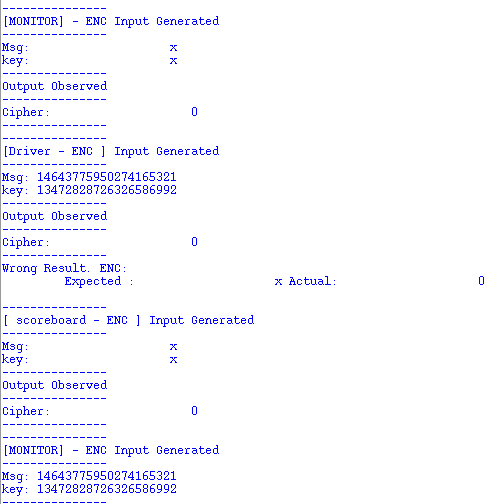 ---------------
[MONITOR] - ENC Input Generated
---------------
Msg:                    x
key:                    x
---------------
Output Observed
---------------
Cipher:                    0
---------------
---------------
[Driver - ENC ] Input Generated
---------------
Msg: 14643775950274165321
key: 13472828726326586992
---------------
Output Observed
---------------
Cipher:                    0
---------------
Wrong Result. ENC:
         Expected :                    x Actual:                    0

---------------
[ scoreboard - ENC ] Input Generated
---------------
Msg:                    x
key:                    x
---------------
Output Observed
---------------
Cipher:                    0
---------------
---------------
[MONITOR] - ENC Input Generated
---------------
Msg: 14643775950274165321
key: 13472828726326586992